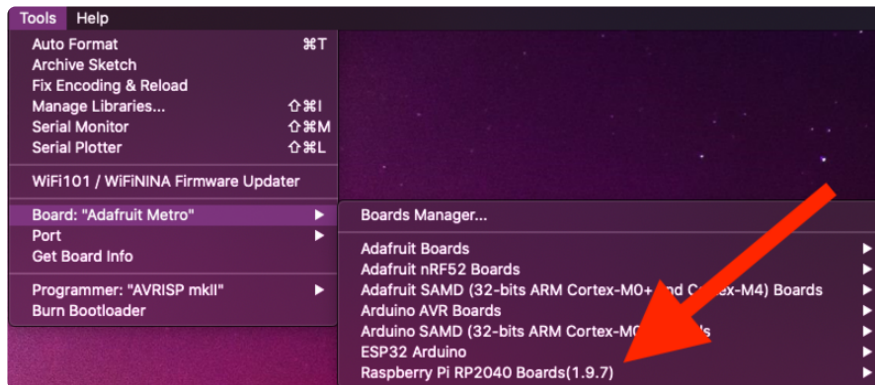 Tools Help
Auto Format ⌘T
Archive Sketch
Fix Encoding & Reload
Manage Libraries... ⇧⌘I
Serial Monitor ⇧⌘M
Serial Plotter ⇧⌘L
WiFi101 / WiFiNINA Firmware Updater
Board: "Adafruit Metro"
Port
Get Board Info
Programmer: "AVRISP mkII"
Burn Bootloader
Boards Manager...
Adafruit Boards
Adafruit nRF52 Boards
Adafruit SAMD (32-bits ARM Cortex-M0+ and Cortex-M4) Boards
Arduino AVR Boards
Arduino SAMD (32-bits ARM
ESP32 Arduino
Raspberry Pi RP2040 Boards(1.9.7)